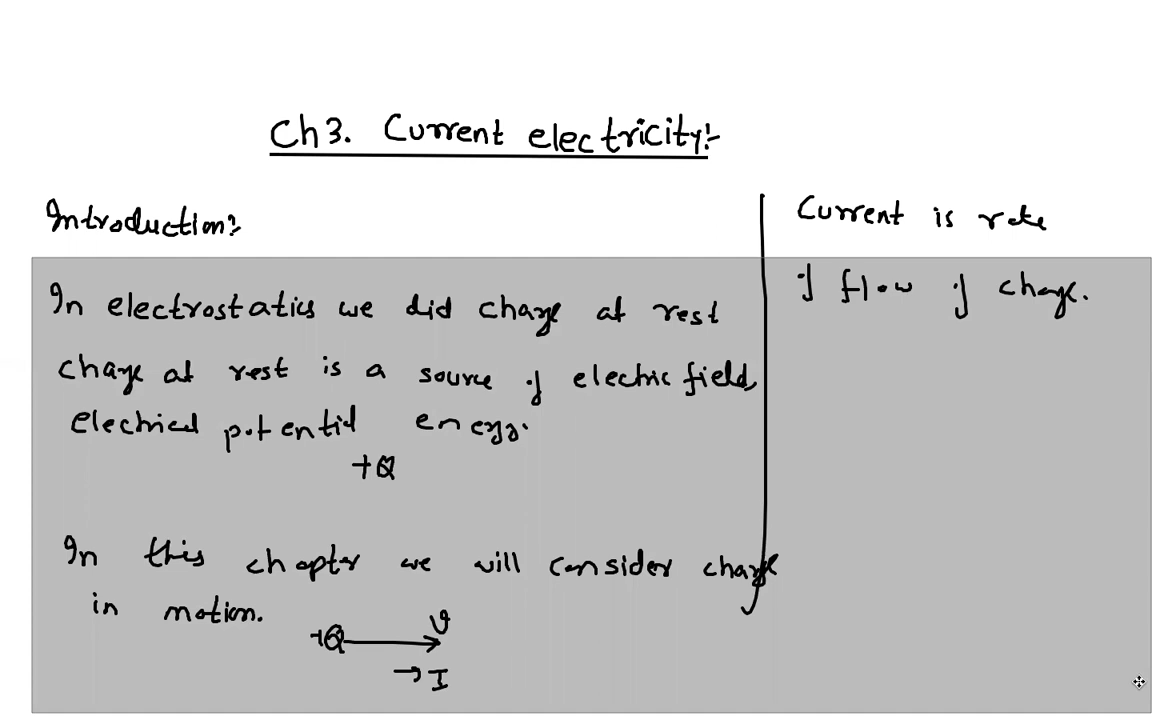 Ch3. Current electricity:-
Introduction:
In electrostatics we did charge at rest
charge at rest is a source of electric field,
Electrical potential energy.
+Q
In this chapter we will consider charge
in motion.
+Q v
→ I
Current is rate
of flow of charge.